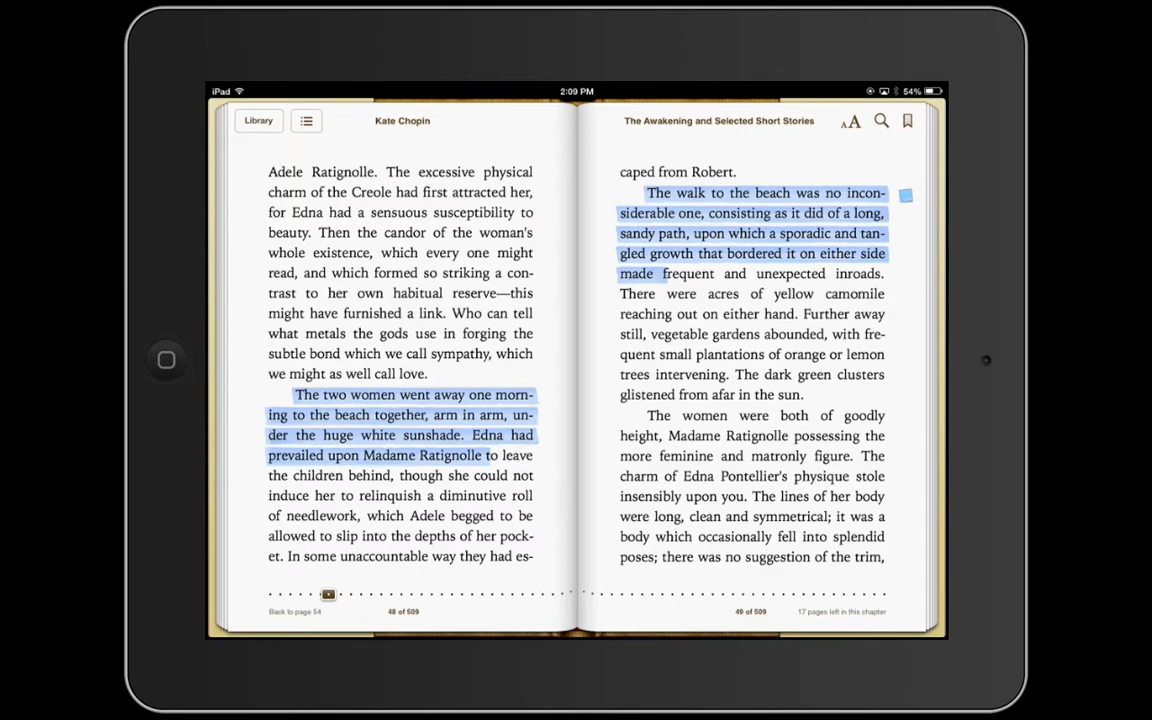 iPad
2:09 PM
54%
Library
Kate Chopin
Adele Ratignolle. The excessive physical
charm of the Creole had first attracted her,
for Edna had a sensuous susceptibility to
beauty. Then the candor of the woman's
whole existence, which every one might
read, and which formed so striking a con-
trast to her own habitual reserve—this
might have furnished a link. Who can tell
what metals the gods use in forging the
subtle bond which we call sympathy, which
we might as well call love.
The two women went away one morn-
ing to the beach together, arm in arm, un-
der the huge white sunshade. Edna had
prevailed upon Madame Ratignolle to leave
the children behind, though she could not
induce her to relinquish a diminutive roll
of needlework, which Adele begged to be
allowed to slip into the depths of her pock-
et. In some unaccountable way they had es-
Back to page 54
48 of 509
The Awakening and Selected Short Stories
AA
caped from Robert.
The walk to the beach was no incon-
siderable one, consisting as it did of a long,
sandy path, upon which a sporadic and tan-
gled growth that bordered it on either side
made frequent and unexpected inroads.
There were acres of yellow camomile
reaching out on either hand. Further away
still, vegetable gardens abounded, with fre-
quent small plantations of orange or lemon
trees intervening. The dark green clusters
glistened from afar in the sun.
The women were both of goodly
height, Madame Ratignolle possessing the
more feminine and matronly figure. The
charm of Edna Pontellier's physique stole
insensibly upon you. The lines of her body
were long, clean and symmetrical; it was a
body which occasionally fell into splendid
poses; there was no suggestion of the trim,
49 of 509
17 pages left in this chapter